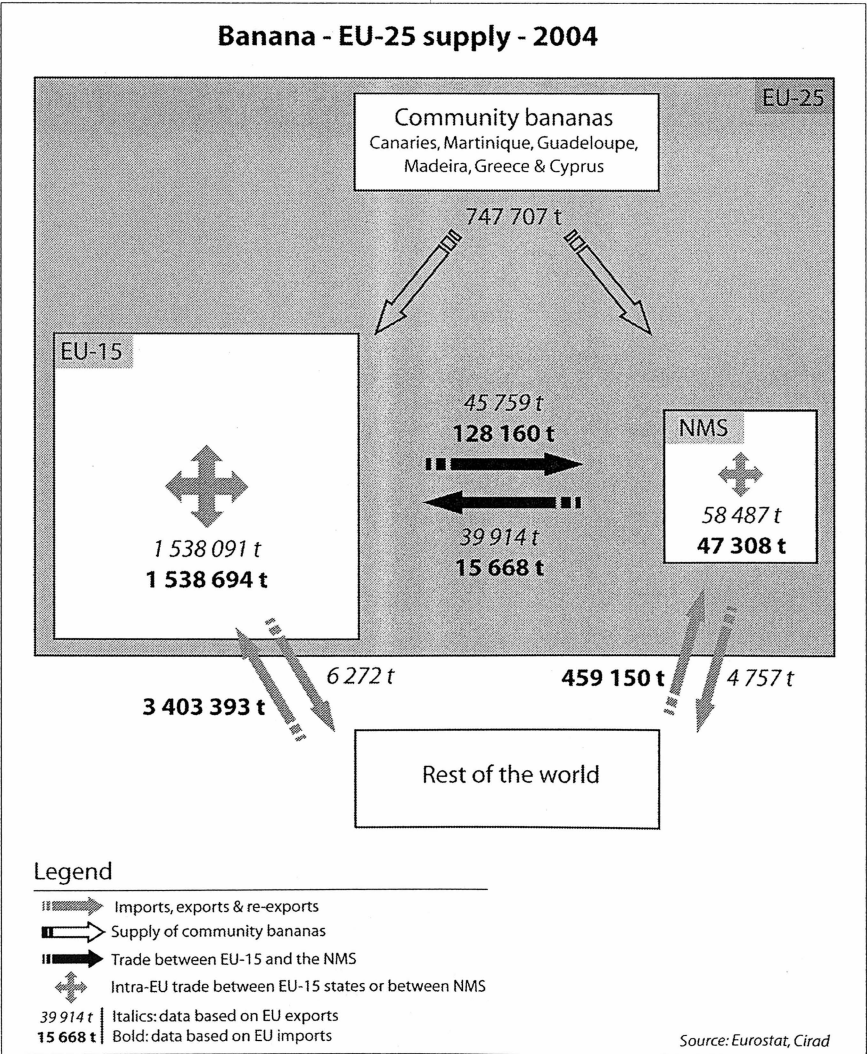 Banana - EU-25 supply - 2004
EU-25
Community bananas
Canaries, Martinique, Guadeloupe,
Madeira, Greece & Cyprus
747 707 t
EU-15
45 759 t
128 160 t
NMS
39 914 t
15 668 t
58 487 t
47 308 t
1 538 091 t
1 538 694 t
6 272 t
3 403 393 t
459 150 t
4 757 t
Rest of the world
Legend
Imports, exports & re-exports
Supply of community bananas
Trade between EU-15 and the NMS
Intra-EU trade between EU-15 states or between NMS
39 914 t Italics: data based on EU exports
15 668 t Bold: data based on EU imports
Source: Eurostat, Cirad